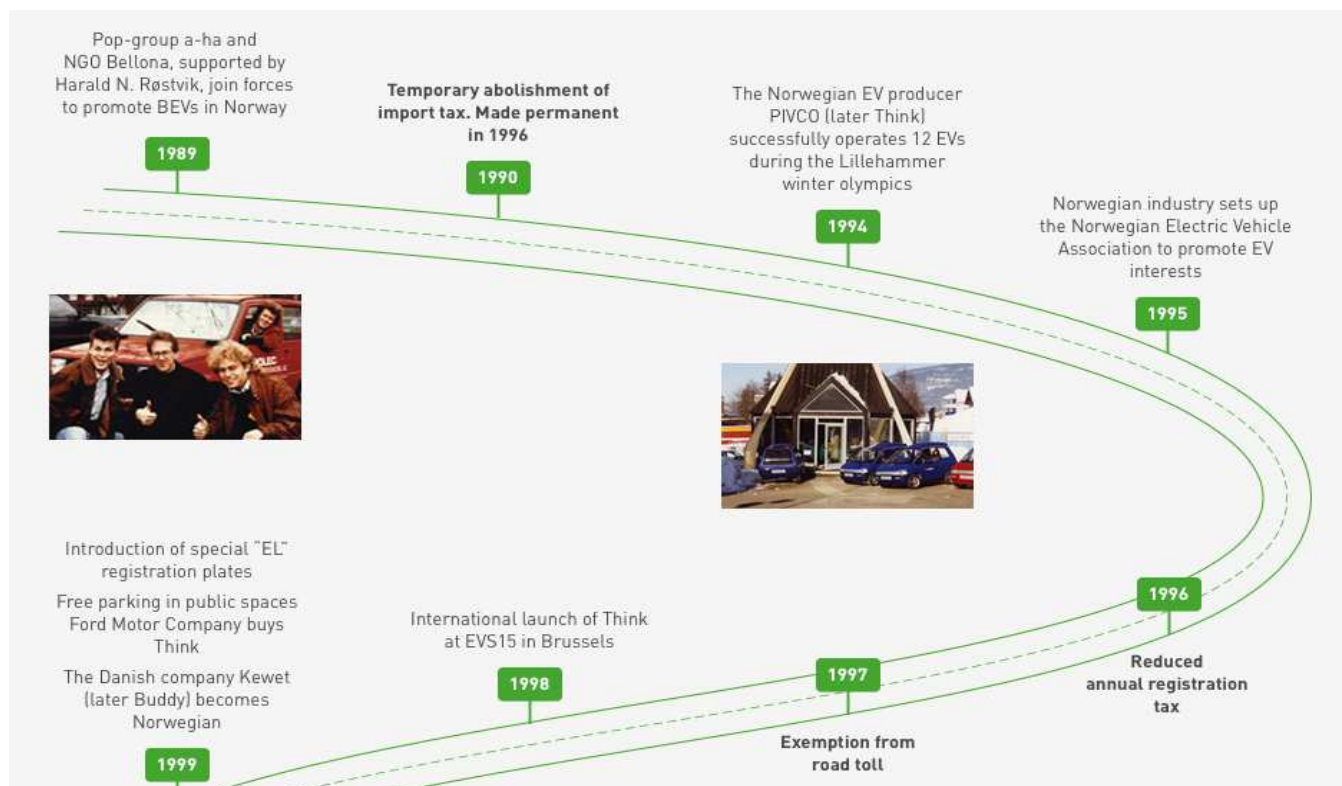 Pop-group a-ha and
NGO Bellona, supported by
Harald N. Røstvik, join forces
to promote BEVs in Norway
1989
Temporary abolishment of
import tax. Made permanent
in 1996
1990
The Norwegian EV producer
PIVCO (later Think)
successfully operates 12 EVs
during the Lillehammer
winter olympics
1994
Norwegian industry sets up
the Norwegian Electric Vehicle
Association to promote EV
interests
1995
1996
Reduced
annual registration
tax
1997
Exemption from
road toll
International launch of Think
at EVS15 in Brussels
1998
Introduction of special “EL”
registration plates
Free parking in public spaces
Ford Motor Company buys
Think
The Danish company Kewet
(later Buddy) becomes
Norwegian
1999